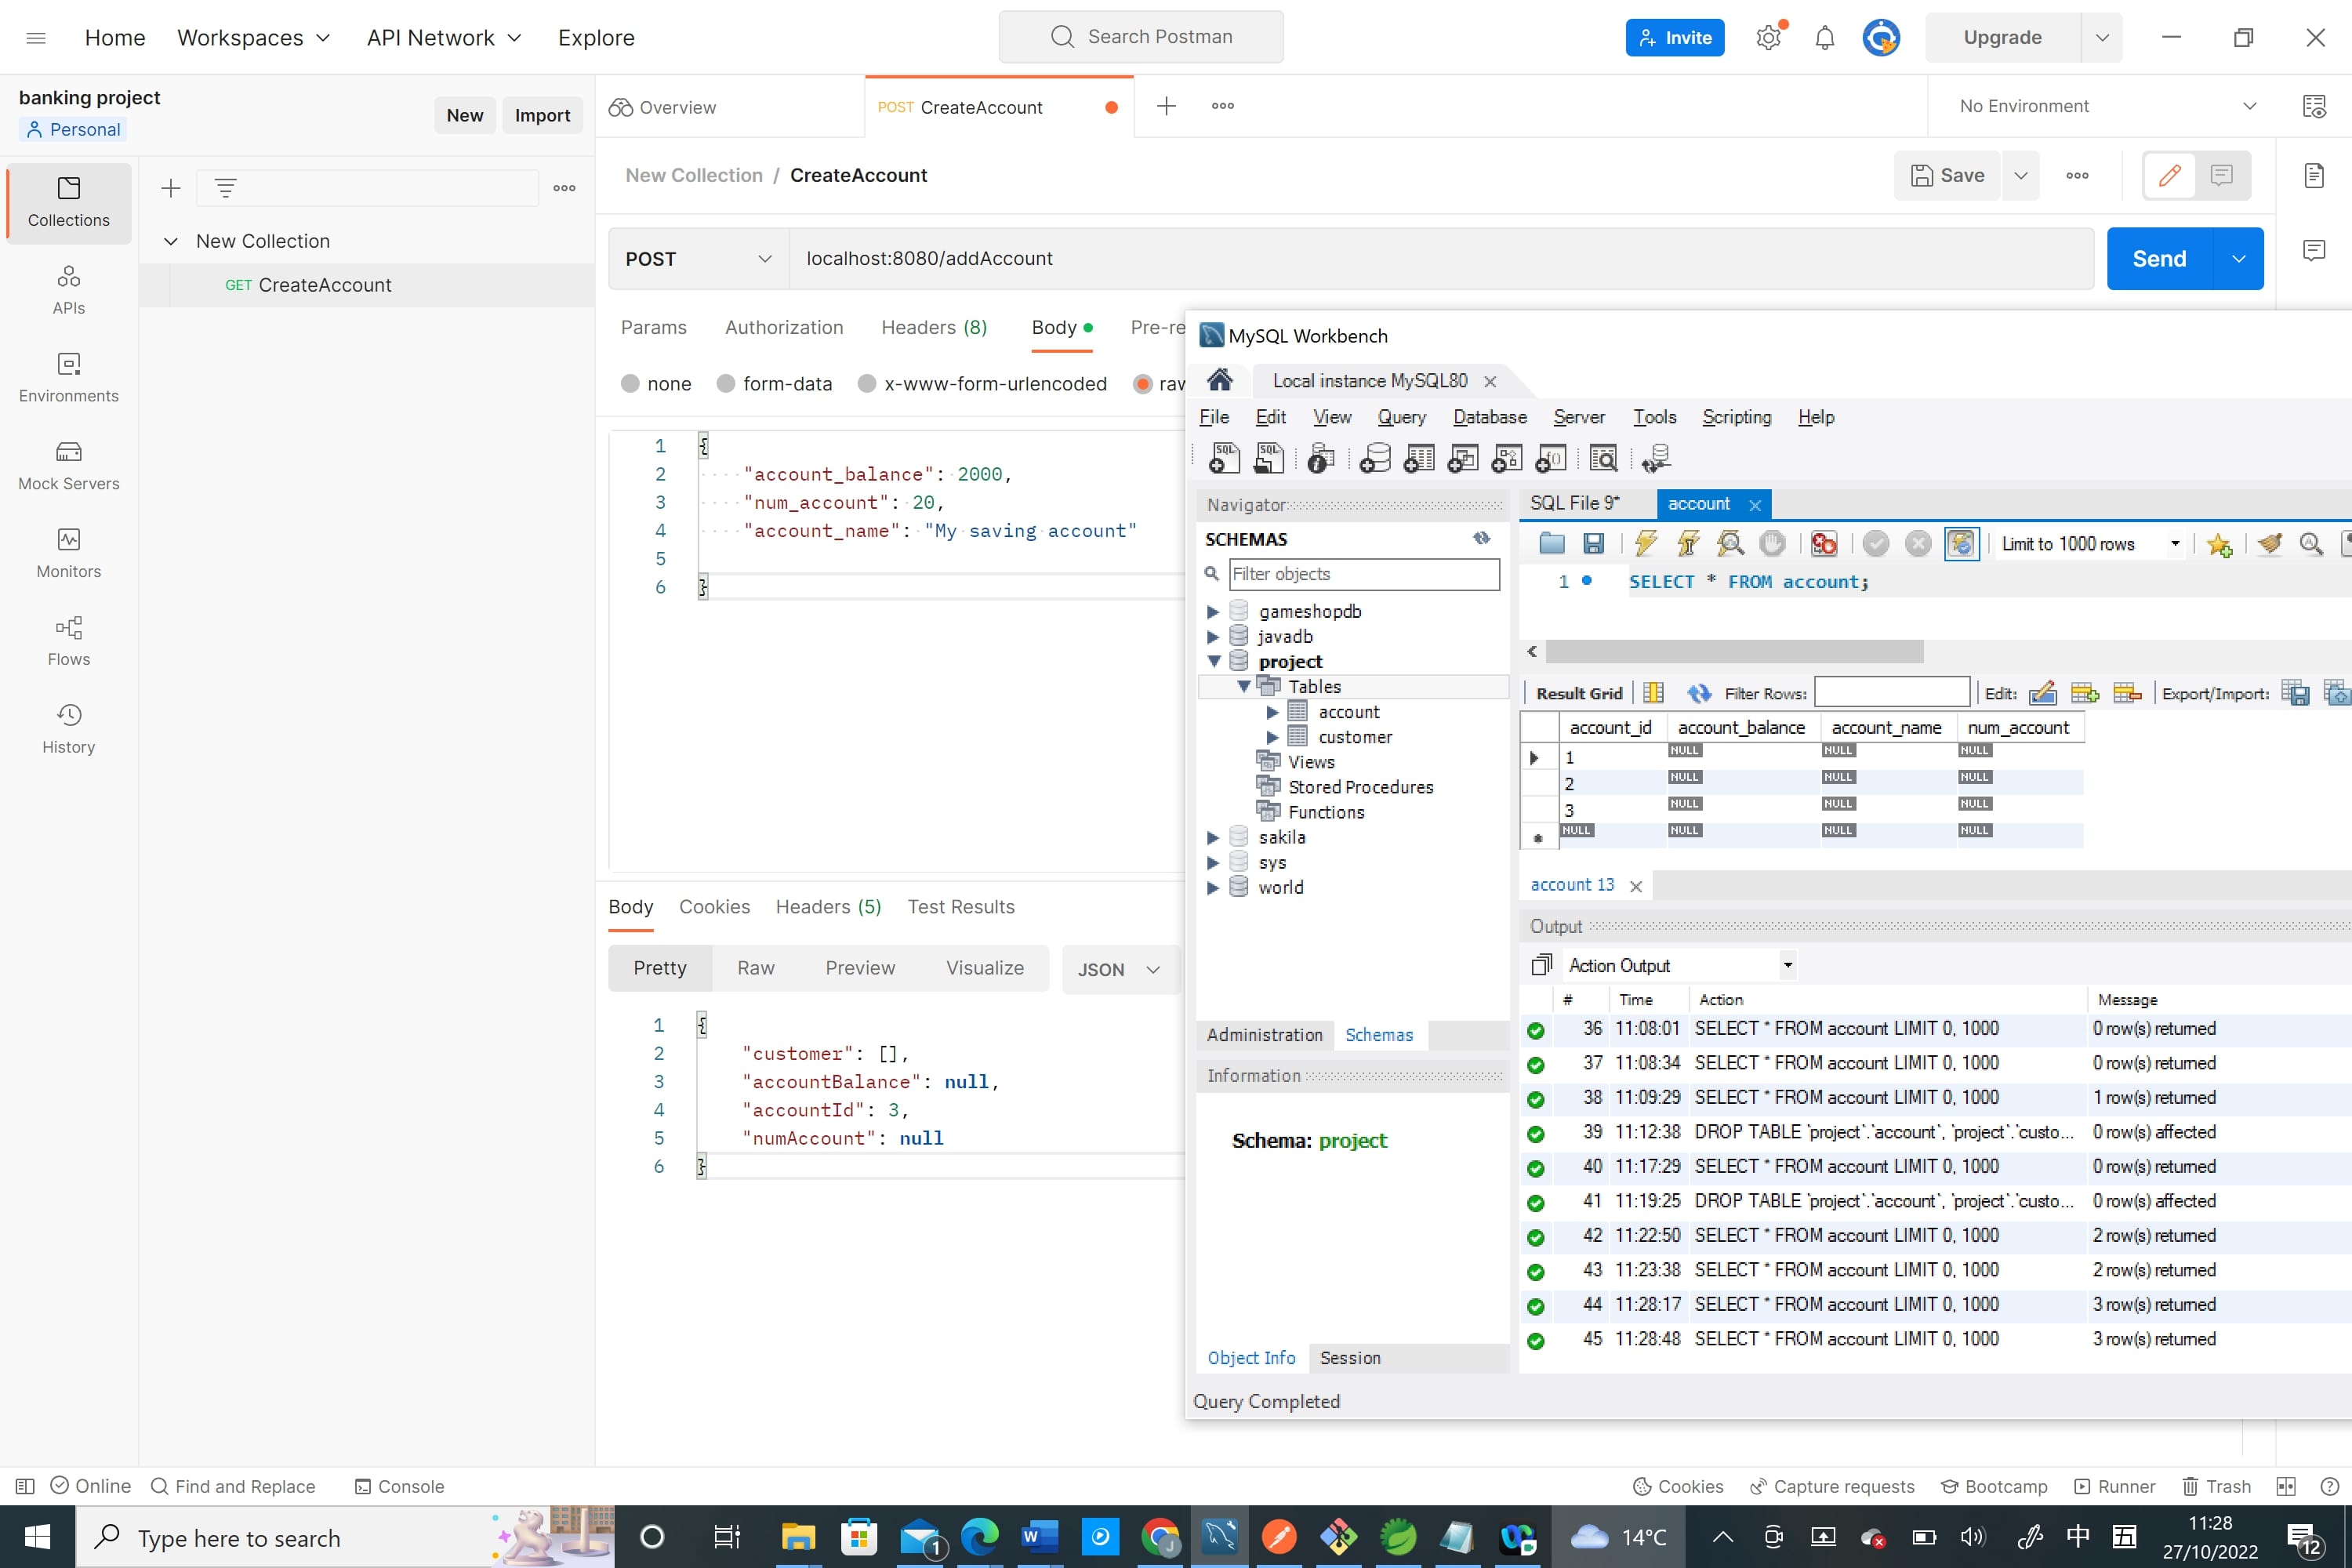 Home
Workspaces
API Network
Explore
Search Postman
Invite
Upgrade
banking project
Personal
New
Import
Overview
POST CreateAccount
No Environment
Collections
APIs
Environments
Mock Servers
Monitors
Flows
History
New Collection
GET CreateAccount
New Collection / CreateAccount
Save
POST
localhost:8080/addAccount
Send
Params
Authorization
Headers (8)
Body
Pre-re
none
form-data
x-www-form-urlencoded
raw
1 {
2 "account_balance": 2000,
3 "num_account": 20,
4 "account_name": "My saving account"
5
6 }
Body
Cookies
Headers (5)
Test Results
Pretty
Raw
Preview
Visualize
JSON
1 {
2 "customer": [],
3 "accountBalance": null,
4 "accountId": 3,
5 "numAccount": null
6 }
MySQL Workbench
Local instance MySQL80
File Edit View Query Database Server Tools Scripting Help
Navigator
SCHEMAS
Filter objects
gameshopdb
javadb
project
Tables
account
customer
Views
Stored Procedures
Functions
sakila
sys
world
Administration Schemas
Information
Schema: project
Object Info Session
Query Completed
SQL File 9* account
Limit to 1000 rows
1 SELECT * FROM account;
Result Grid Filter Rows: Edit: Export/Import:
account_id account_balance account_name num_account
1 NULL NULL NULL
2 NULL NULL NULL
3 NULL NULL NULL
NULL NULL NULL NULL
account 13
Output
Action Output
# Time Action Message
36 11:08:01 SELECT * FROM account LIMIT 0, 1000 0 row(s) returned
37 11:08:34 SELECT * FROM account LIMIT 0, 1000 0 row(s) returned
38 11:09:29 SELECT * FROM account LIMIT 0, 1000 1 row(s) returned
39 11:12:38 DROP TABLE `project`.`account`, `project`.`custo... 0 row(s) affected
40 11:17:29 SELECT * FROM account LIMIT 0, 1000 0 row(s) returned
41 11:19:25 DROP TABLE `project`.`account`, `project`.`custo... 0 row(s) affected
42 11:22:50 SELECT * FROM account LIMIT 0, 1000 2 row(s) returned
43 11:23:38 SELECT * FROM account LIMIT 0, 1000 2 row(s) returned
44 11:28:17 SELECT * FROM account LIMIT 0, 1000 3 row(s) returned
45 11:28:48 SELECT * FROM account LIMIT 0, 1000 3 row(s) returned
Online
Find and Replace
Console
Cookies
Capture requests
Bootcamp
Runner
Trash
Type here to search
1
14°C
中
五
11:28
27/10/2022
12